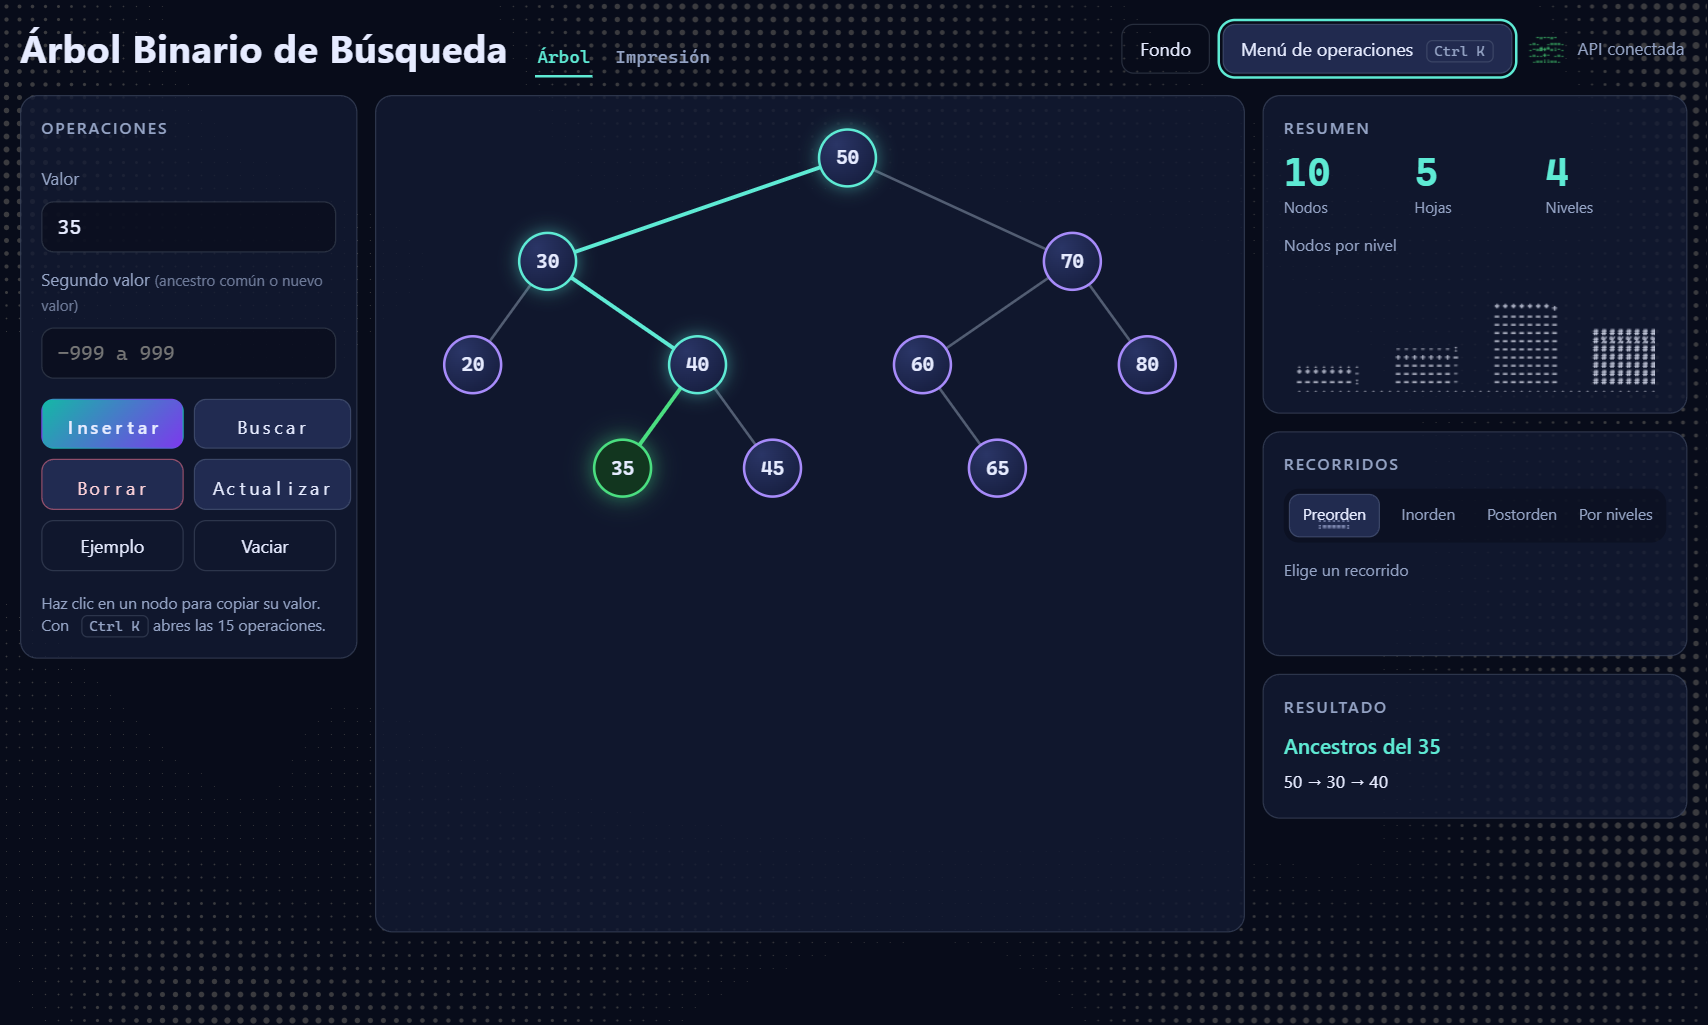 Árbol Binario de Búsqueda
Árbol
Impresión
Fondo
Menú de operaciones Ctrl K
API conectada
OPERACIONES
Valor
35
Segundo valor (ancestro común o nuevo
valor)
−999 a 999
Insertar
Buscar
Borrar
Actualizar
Ejemplo
Vaciar
Haz clic en un nodo para copiar su valor.
Con Ctrl K abres las 15 operaciones.
50
30
70
20
40
60
80
35
45
65
RESUMEN
10
5
4
Nodos
Hojas
Niveles
Nodos por nivel
RECORRIDOS
Preorden
Inorden
Postorden
Por niveles
Elige un recorrido
RESULTADO
Ancestros del 35
50 → 30 → 40